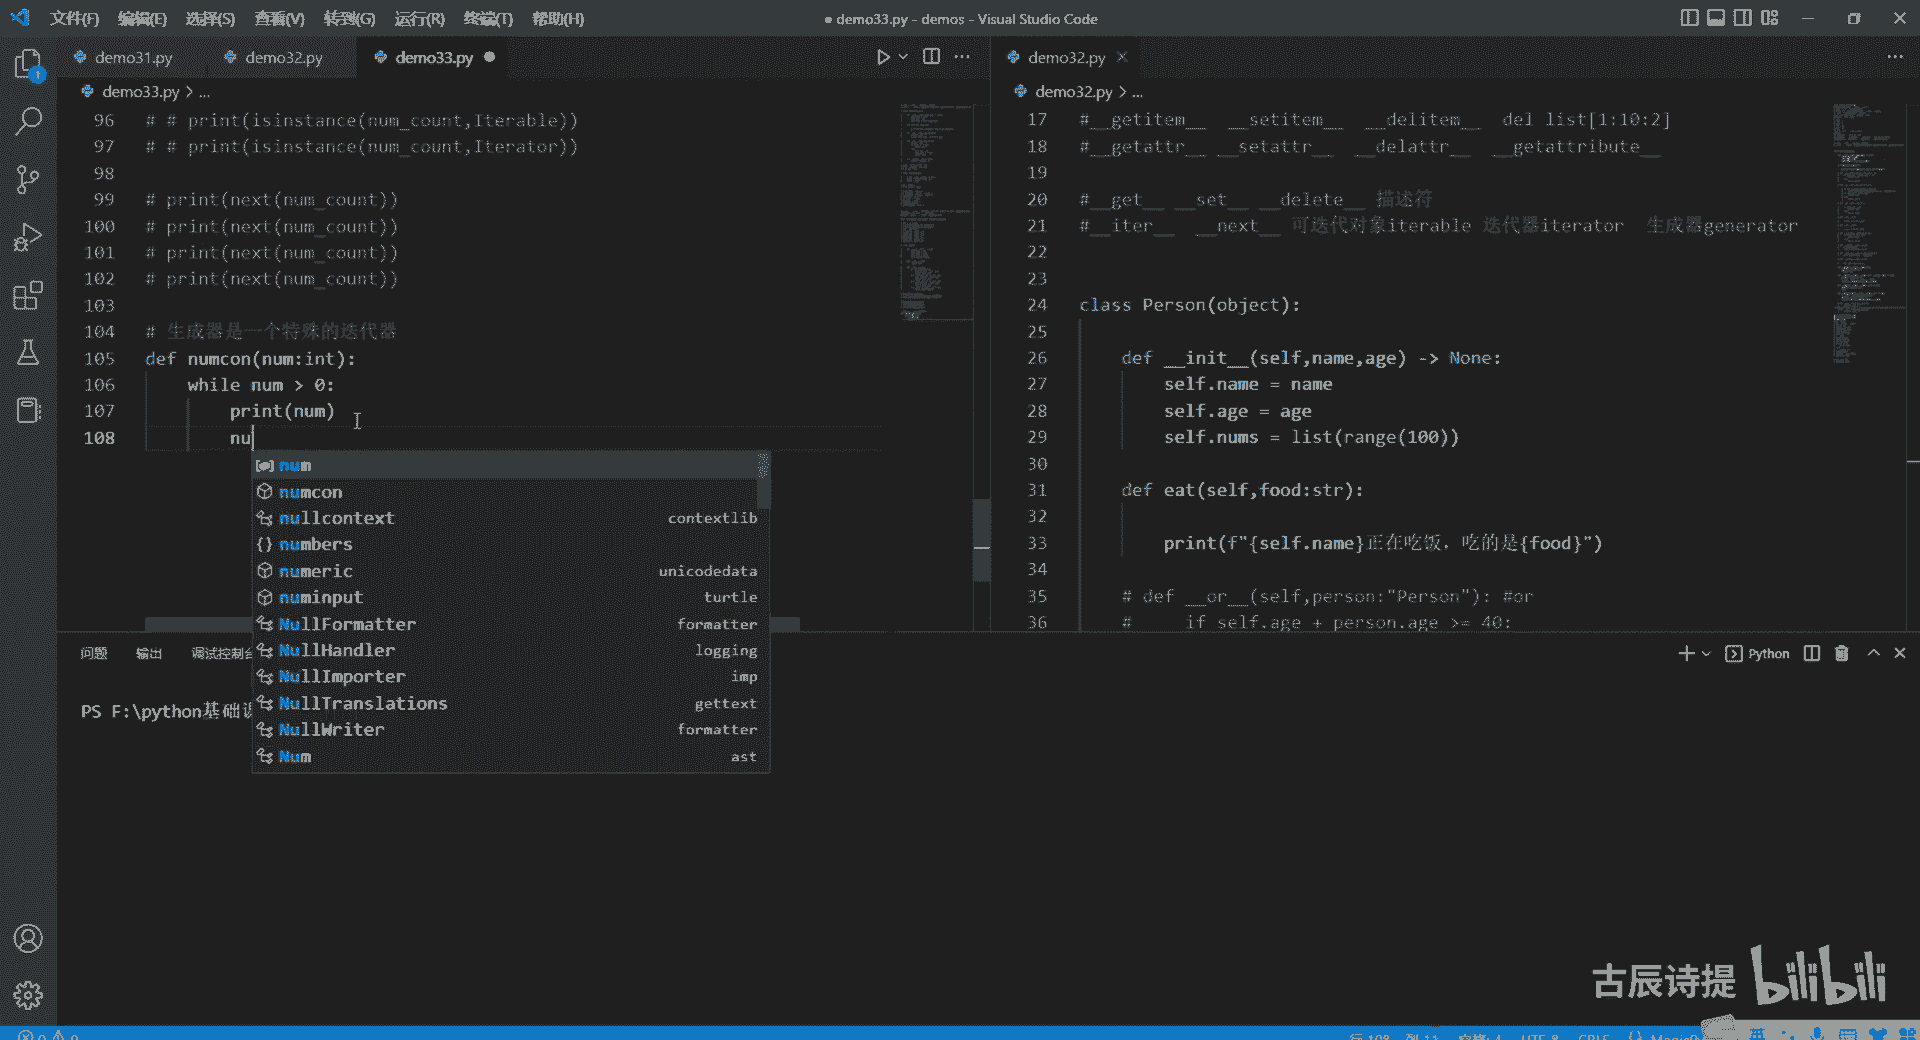 文件(F) 编辑(E) 选择(S) 查看(V) 转到(G) 运行(R) 终端(T) 帮助(H)
● demo33.py - demos - Visual Studio Code
demo31.py demo32.py demo33.py ●
demo33.py > ...
96 # # print(isinstance(num_count,Iterable))
97 # # print(isinstance(num_count,Iterator))
98
99 # print(next(num_count))
100 # print(next(num_count))
101 # print(next(num_count))
102 # print(next(num_count))
103
104 # 生成器是一个特殊的迭代器
105 def numcon(num:int):
106 while num > 0:
107 print(num)
108 nu
num
numcon
nullcontext contextlib
numbers
numeric unicodedata
numinput turtle
NullFormatter formatter
NullHandler logging
NullImporter imp
NullTranslations gettext
NullWriter formatter
Num ast
demo32.py
demo32.py > ...
17 #__getitem__ __setitem__ __delitem__ del list[1:10:2]
18 #__getattr__ __setattr__ __delattr__ __getattribute__
19
20 #__get__ __set__ __delete__ 描述符
21 #__iter__ __next__ 可迭代对象iterable 迭代器iterator 生成器generator
22
23
24 class Person(object):
25
26 def __init__(self,name,age) -> None:
27 self.name = name
28 self.age = age
29 self.nums = list(range(100))
30
31 def eat(self,food:str):
32
33 print(f"{self.name}正在吃饭，吃的是{food}")
34
35 # def __or__(self,person:"Person"): #or
36 # if self.age + person.age >= 40:
问题 输出 调试控制台
Python
PS F:\python基础
古辰诗提 bilibili